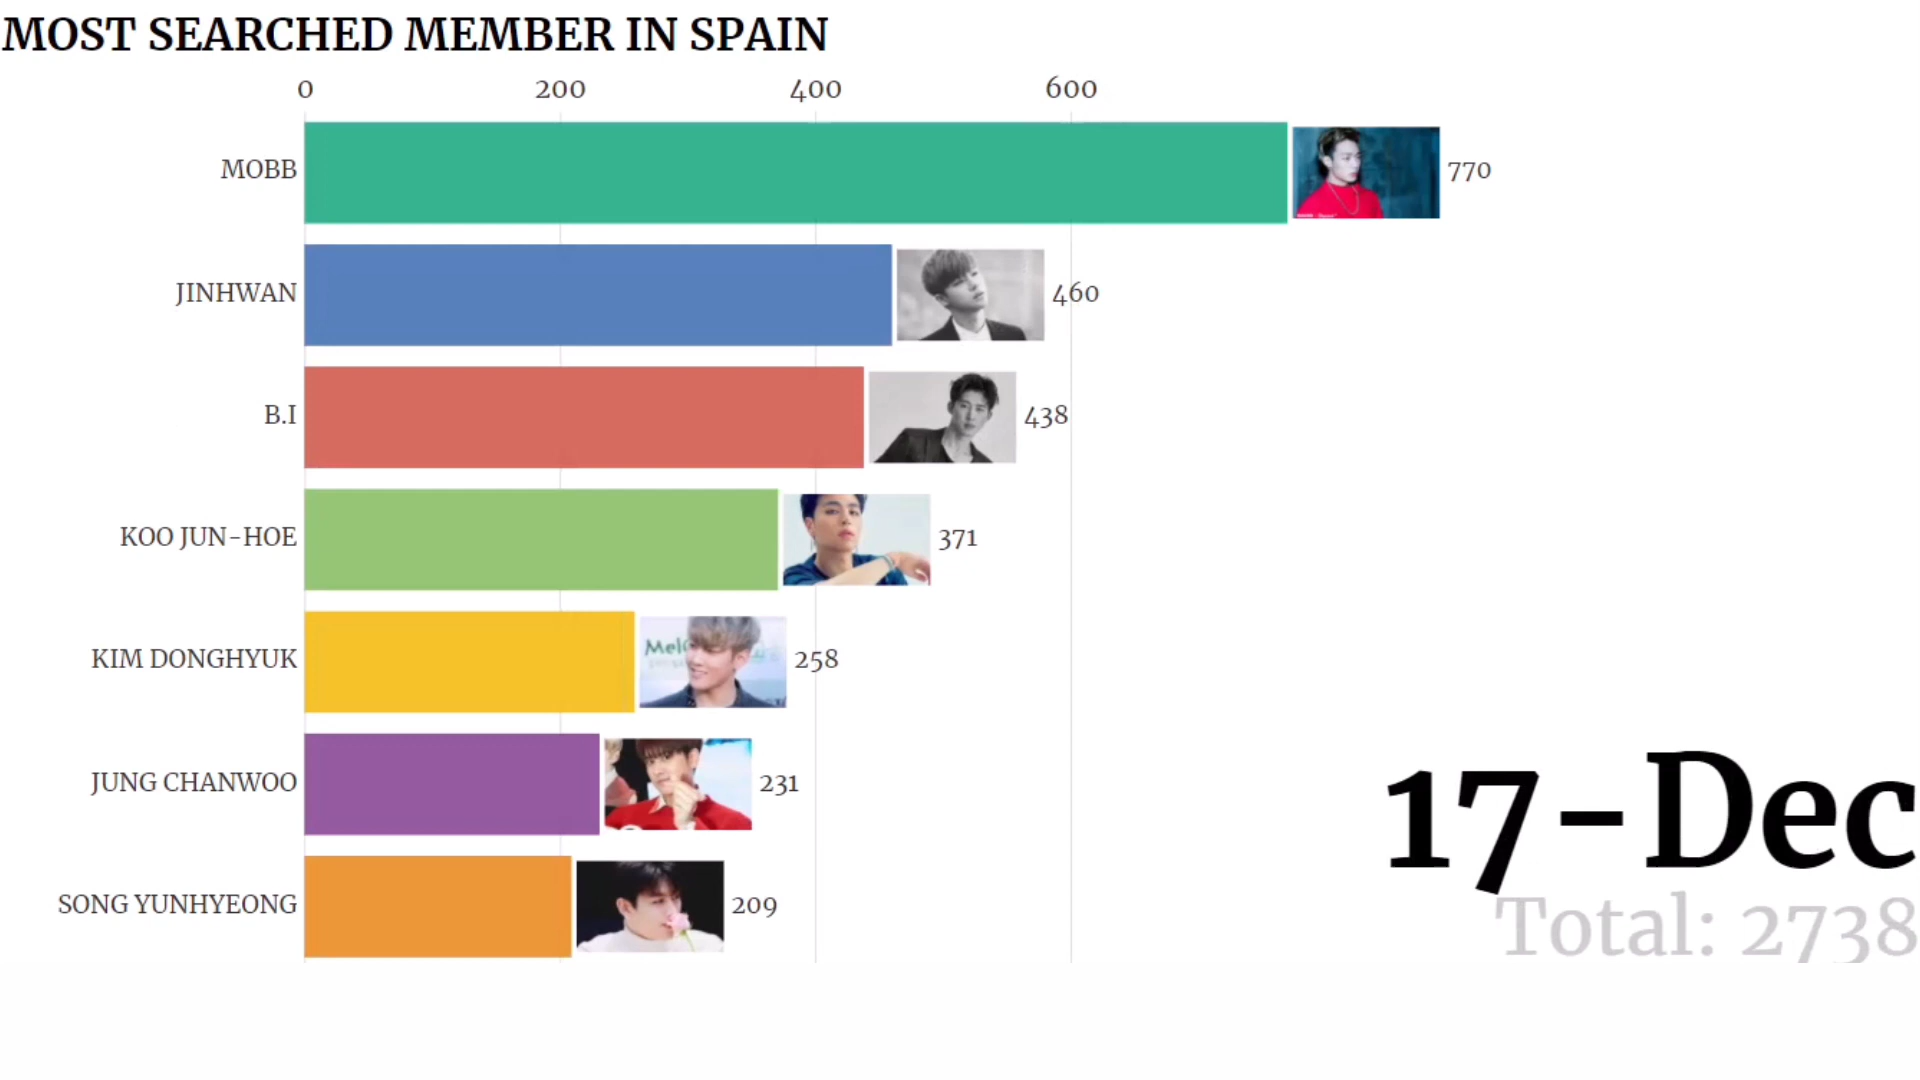 MOST SEARCHED MEMBER IN SPAIN
0 200 400 600
MOBB 770
JINHWAN 460
B.I 438
KOO JUN-HOE 371
KIM DONGHYUK 258
JUNG CHANWOO 231
SONG YUNHYEONG 209
17-Dec
Total: 2738